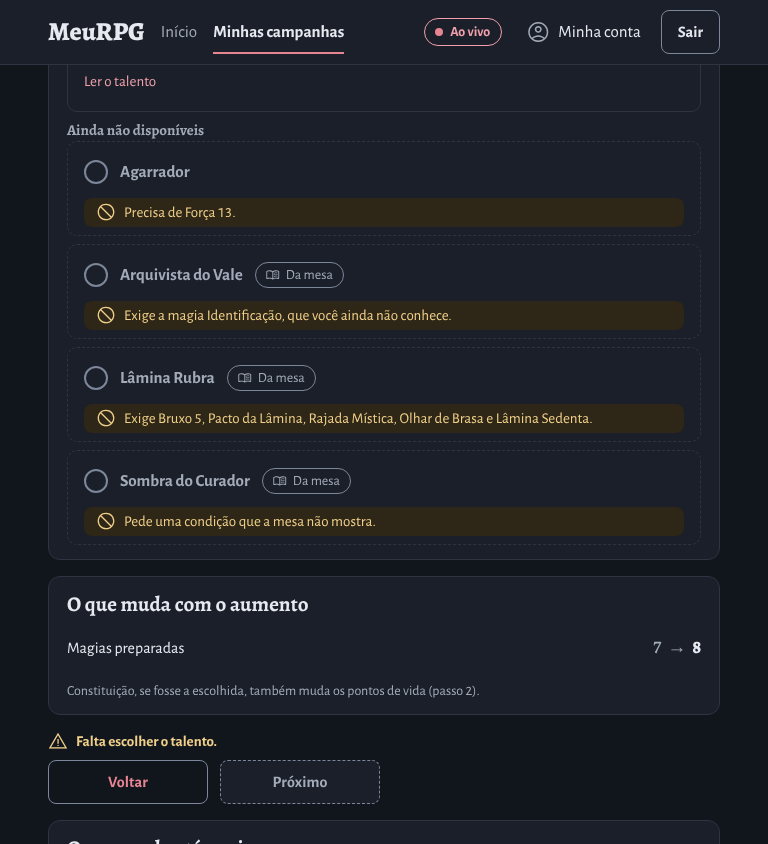 MeuRPG Início Minhas campanhas Ao vivo Minha conta Sair
Ler o talento
Ainda não disponíveis
Agarrador
Precisa de Força 13.
Arquivista do Vale Da mesa
Exige a magia Identificação, que você ainda não conhece.
Lâmina Rubra Da mesa
Exige Bruxo 5, Pacto da Lâmina, Rajada Mística, Olhar de Brasa e Lâmina Sedenta.
Sombra do Curador Da mesa
Pede uma condição que a mesa não mostra.
O que muda com o aumento
Magias preparadas 7 → 8
Constituição, se fosse a escolhida, também muda os pontos de vida (passo 2).
Falta escolher o talento.
Voltar Próximo